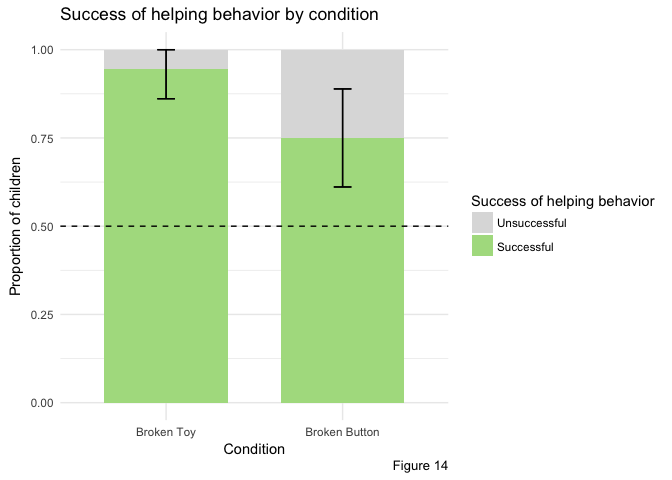 Success of helping behavior by condition
1.00
0.75
0.50
0.25
0.00
Proportion of children
Broken Toy
Broken Button
Condition
Success of helping behavior
Unsuccessful
Successful
Figure 14